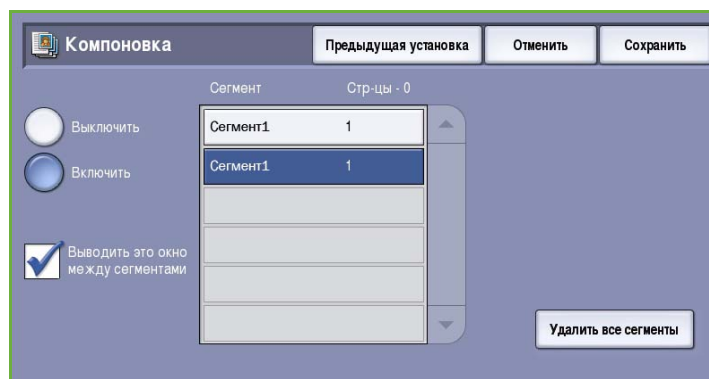 Компоновка
Предыдущая установка
Отменить
Сохранить
Сегмент Стр-цы - 0
Выключить
Сегмент1 1
Включить
Сегмент1 1
Выводить это окно
между сегментами
Удалить все сегменты